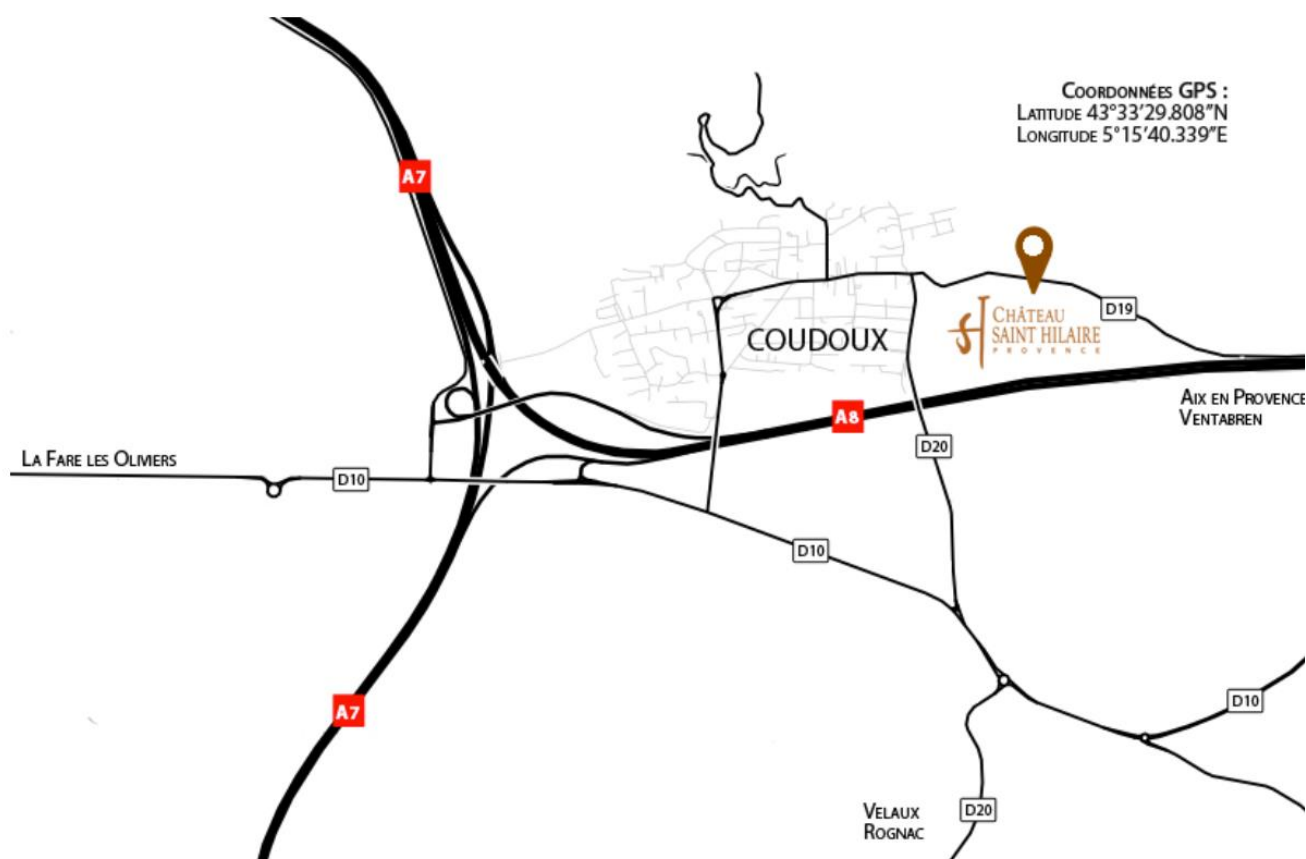 COORDONNÉES GPS :
LATITUDE 43°33'29.808"N
LONGITUDE 5°15'40.339"E
A7
CHÂTEAU
SAINT HILAIRE
PROVENCE
D19
COUDOUX
AIX EN PROVENCE
VENTABREN
A8
D20
LA FARE LES OLIVIERS
D10
D10
A7
D10
VELAUX
ROGNAC
D20